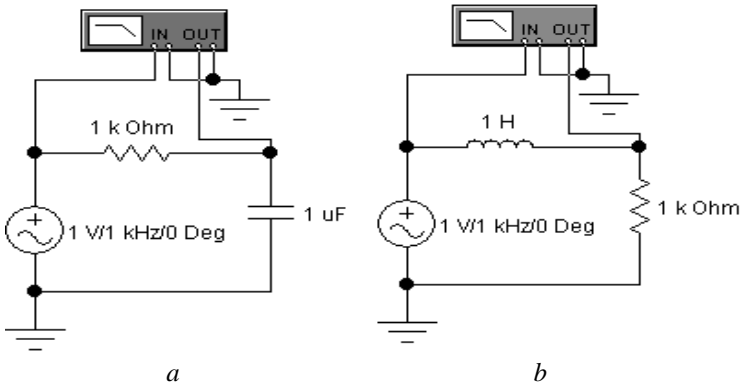 IN OUT
1 k Ohm
1 V/1 kHz/0 Deg
1 uF
a
IN OUT
1 H
1 V/1 kHz/0 Deg
1 k Ohm
b